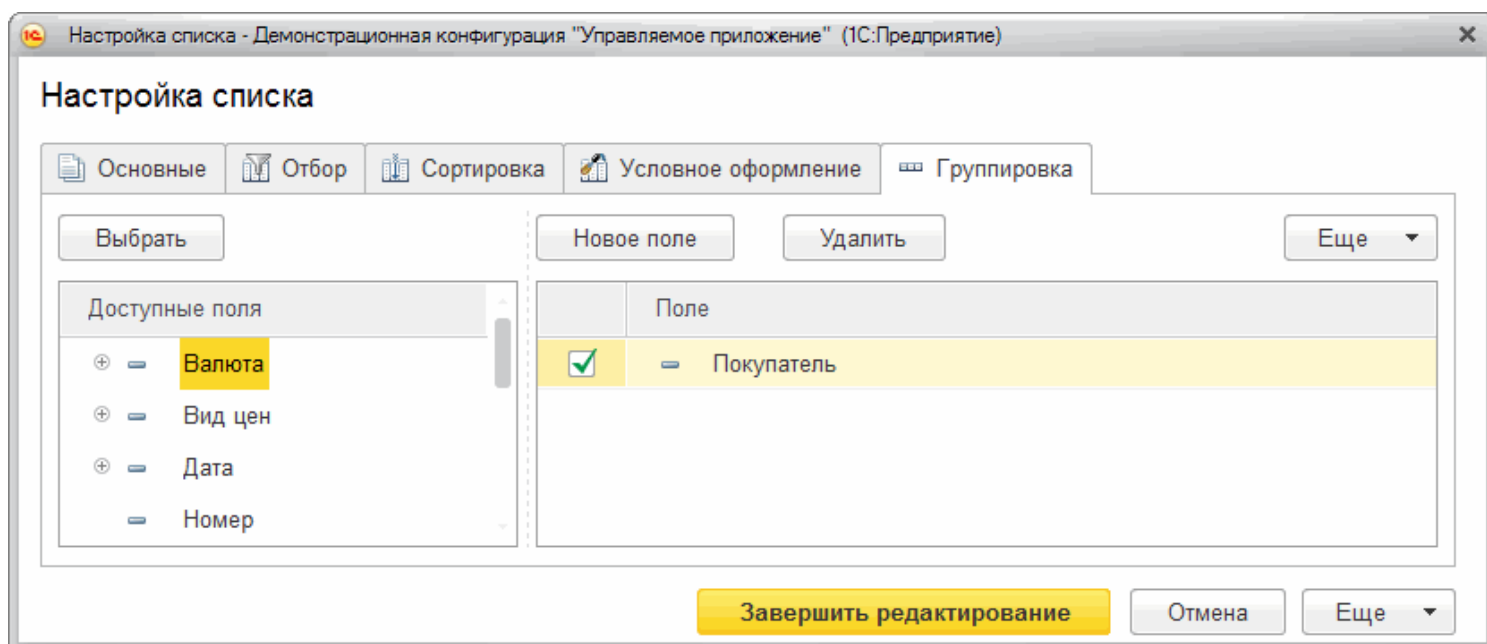 1С Настройка списка - Демонстрационная конфигурация "Управляемое приложение" (1С:Предприятие)
Настройка списка
Основные Отбор Сортировка Условное оформление Группировка
Выбрать Новое поле Удалить Еще
Доступные поля Поле
Валюта Покупатель
Вид цен
Дата
Номер
Завершить редактирование Отмена Еще